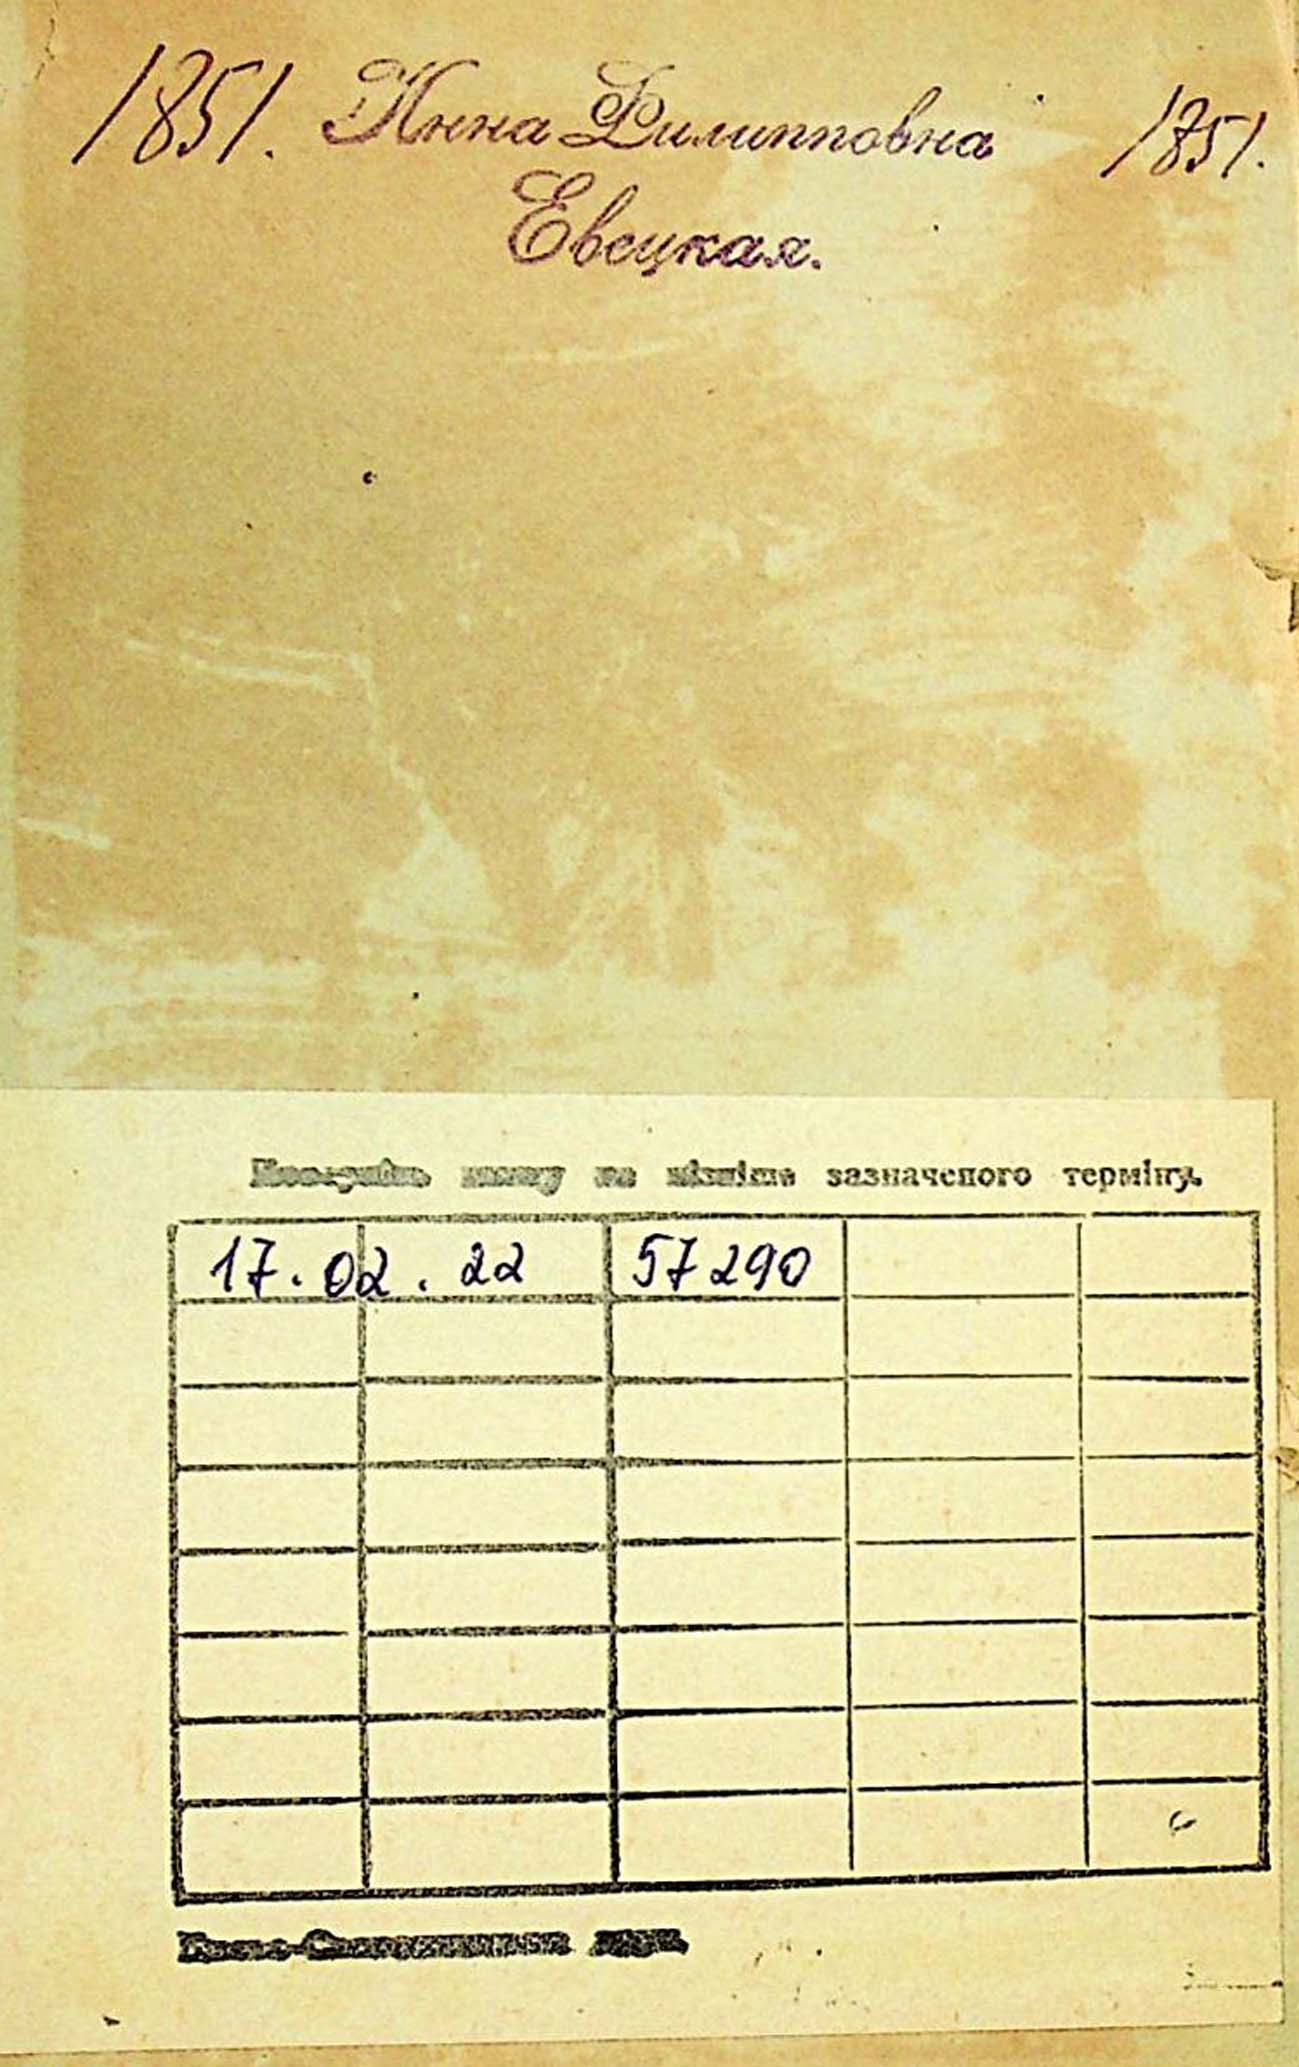 1851. Анна Филипповна 1851.
Евецкая.
зазначеного терміну.
17.02.22 57290